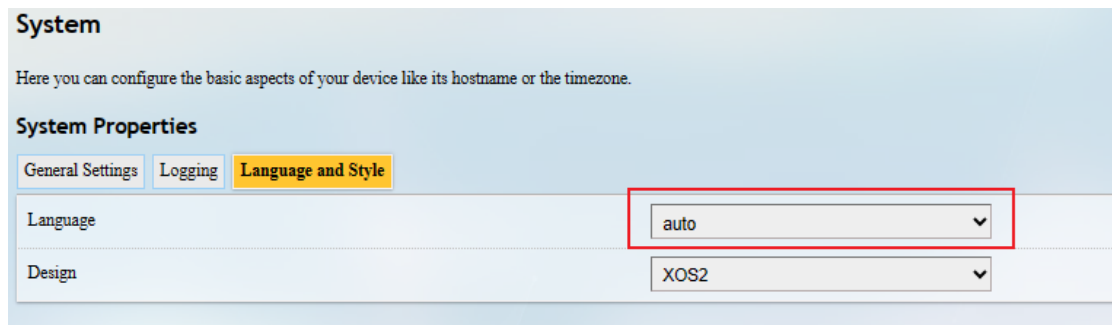 System
Here you can configure the basic aspects of your device like its hostname or the timezone.
System Properties
General Settings Logging Language and Style
Language auto
Design XOS2